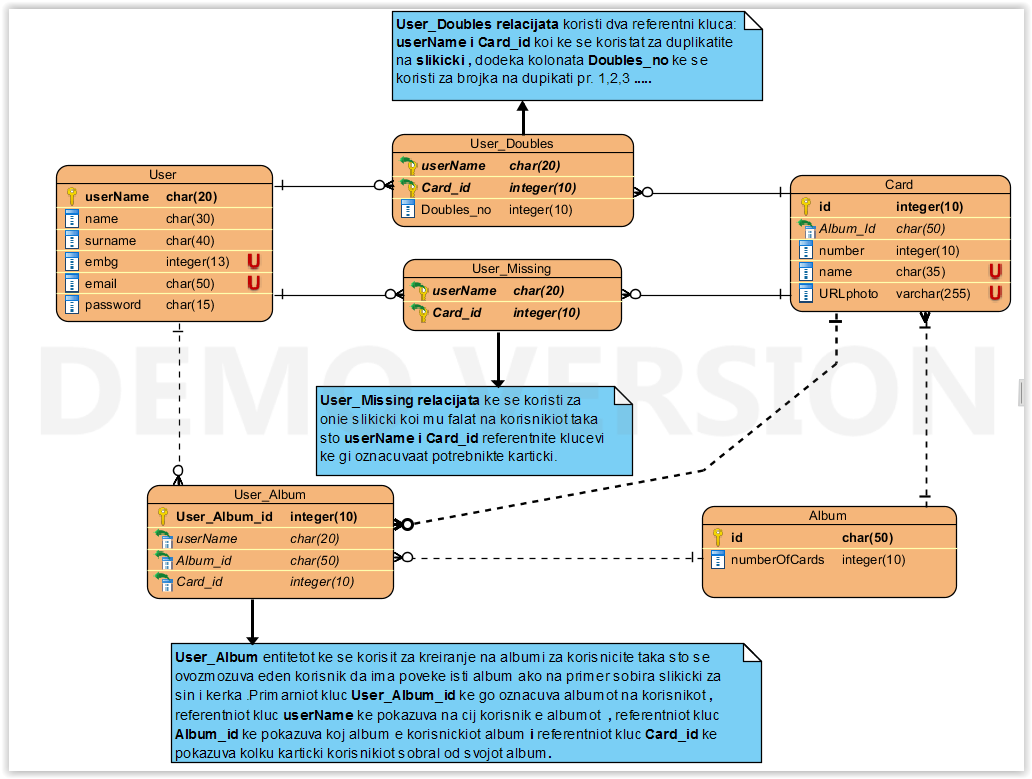 User_Doubles relacijata koristi dva referentni kluca:
userName i Card_id koi ke se koristat za duplikatite
na slikicki , dodeka kolonata Doubles_no ke se
koristi za brojka na dupikati pr. 1,2,3 .....
User_Doubles
userName char(20)
Card_id integer(10)
Doubles_no integer(10)
User
userName char(20)
name char(30)
surname char(40)
embg integer(13) U
email char(50) U
password char(15)
Card
id integer(10)
Album_Id char(50)
number integer(10)
name char(35) U
URLphoto varchar(255) U
User_Missing
userName char(20)
Card_id integer(10)
DEMO VERSION
User_Missing relacijata ke se koristi za
onie slikicki koi mu falat na korisnikiot taka
sto userName i Card_id referentnite klucevi
ke gi oznacuvaat potrebnikte karticki.
User_Album
User_Album_id integer(10)
userName char(20)
Album_id char(50)
Card_id integer(10)
Album
id char(50)
numberOfCards integer(10)
User_Album entitetot ke se korisit za kreiranje na albumi za korisnicite taka sto se
ovozmozuva eden korisnik da ima poveke isti album ako na primer sobira slikicki za
sin i kerka .Primarniot kluc User_Album_id ke go oznacuva albumot na korisnikot ,
referentniot kluc userName ke pokazuva na cij korisnik e albumot , referentniot kluc
Album_id ke pokazuva koj album e korisnickiot album i referentniot kluc Card_id ke
pokazuva kolku karticki korisnikiot sobral od svojot album.